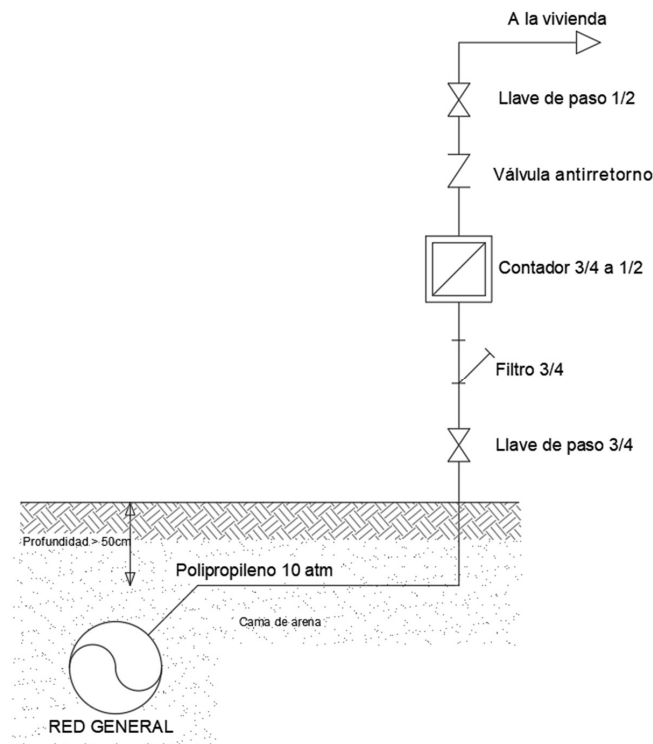 A la vivienda
Llave de paso 1/2
Válvula antirretorno
Contador 3/4 a 1/2
Filtro 3/4
Llave de paso 3/4
Profundidad > 50cm
Polipropileno 10 atm
Cama de arena
RED GENERAL